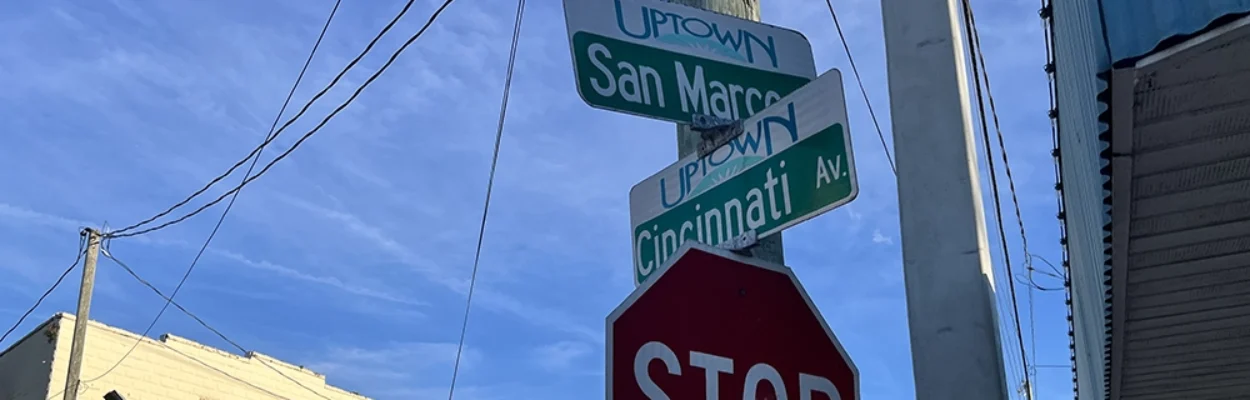 UPTOWN
San Marco
UPTOWN
Cincinnati Av.
STOP